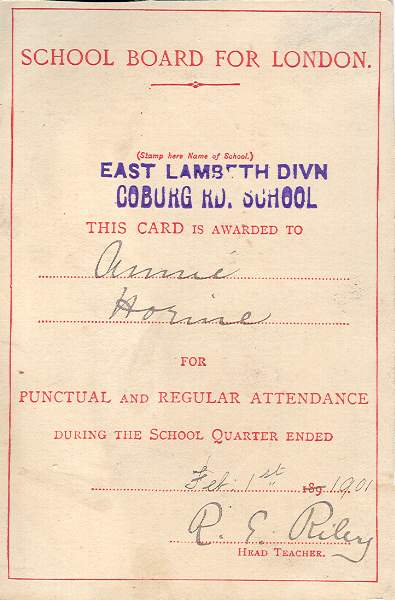 SCHOOL BOARD FOR LONDON.
(Stamp here Name of School.)
EAST LAMBETH DIVN
COBURG RD. SCHOOL
THIS CARD IS AWARDED TO
Annie
Horine
FOR
PUNCTUAL AND REGULAR ATTENDANCE
DURING THE SCHOOL QUARTER ENDED
Feb. 1st 189 1901
R. E. Riley
HEAD TEACHER.